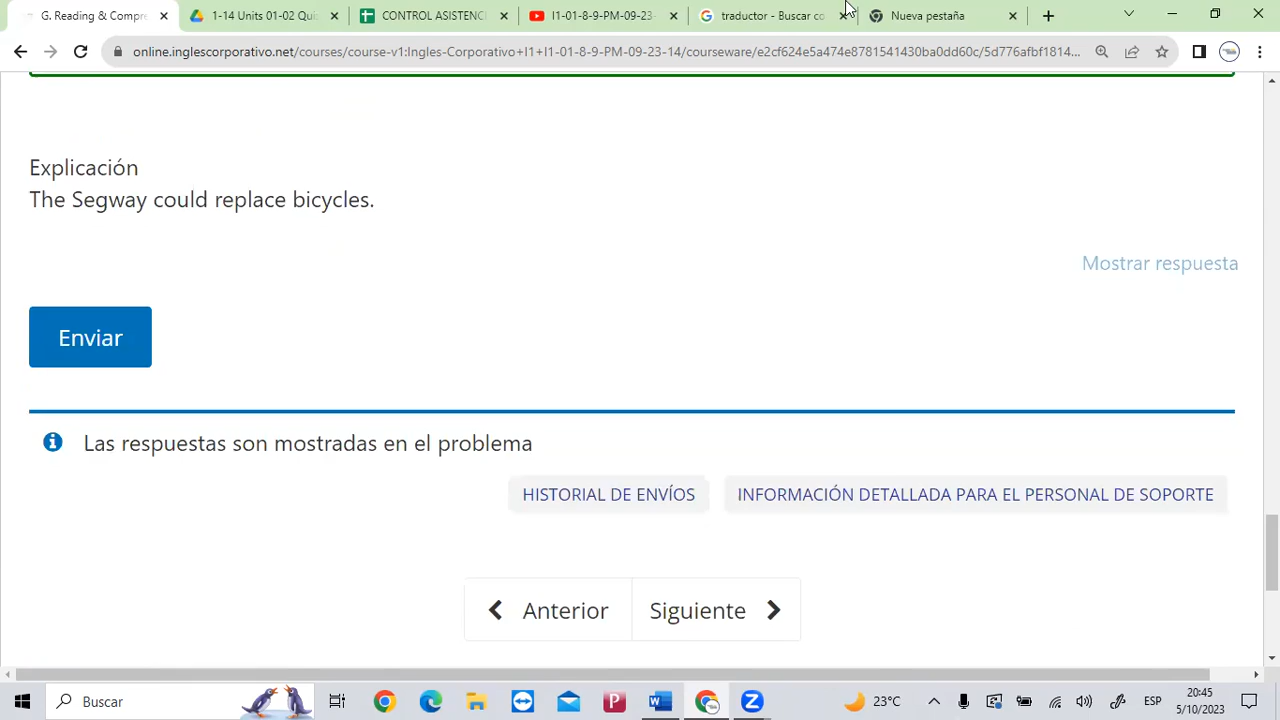 G. Reading & Compre
1-14 Units 01-02 Quiz
CONTROL ASISTENC
I1-01-8-9-PM-09-23-
traductor - Buscar co
Nueva pestaña
online.inglescorporativo.net/courses/course-v1:Ingles-Corporativo+I1+I1-01-8-9-PM-09-23-14/courseware/e2cf624e5a474e8781541430ba0dd60c/5d776afbf1814...
Explicación
The Segway could replace bicycles.
Mostrar respuesta
Enviar
Las respuestas son mostradas en el problema
HISTORIAL DE ENVÍOS
INFORMACIÓN DETALLADA PARA EL PERSONAL DE SOPORTE
Anterior
Siguiente
Buscar
23°C
ESP
20:45
5/10/2023